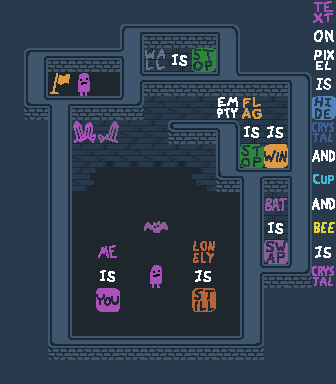 TEXT
ON
PIXEL
IS
HIDE
CRYSTAL
AND
CUP
AND
BEE
IS
CRYSTAL
WALL IS STOP
EMPTY FLAG
IS IS
STOP WIN
BAT
IS
SWAP
ME LONELY
IS IS
YOU STILL